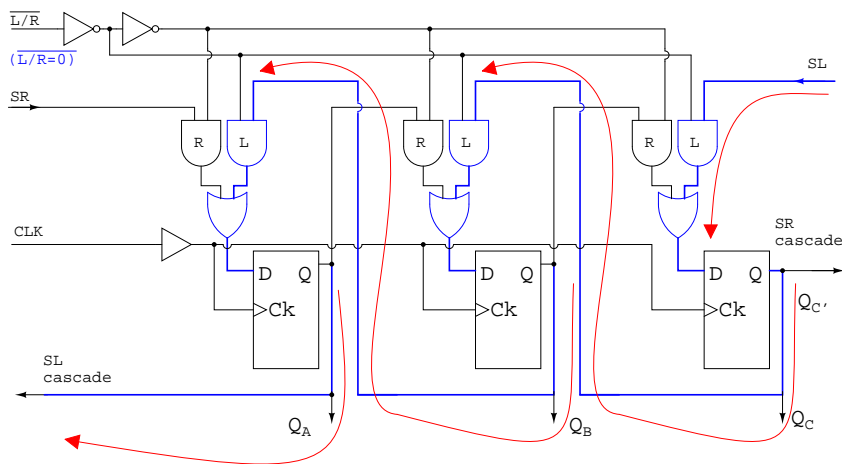 L/R
(L/R=0)
SL
SR
R L R L R L
CLK
SR
cascade
D Q D Q D Q
Ck Ck Ck
QC'
SL
cascade
QA QB QC